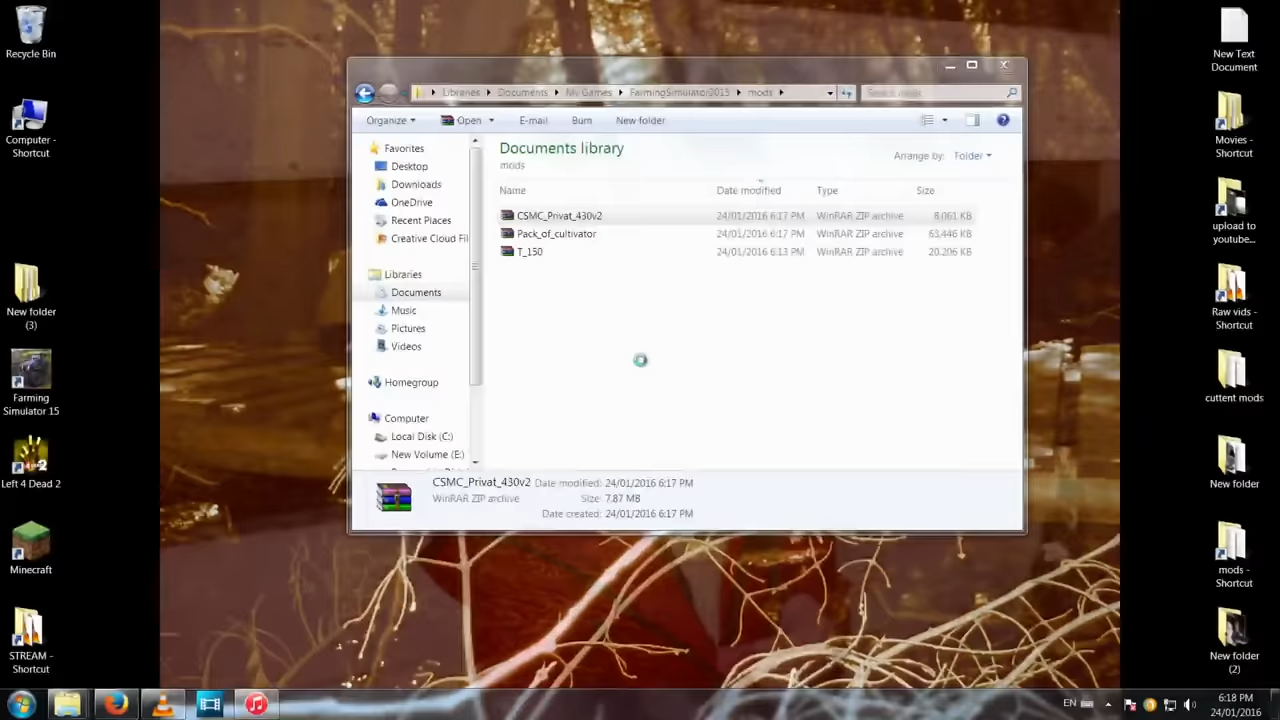 Recycle Bin
Computer - Shortcut
New folder (3)
Farming Simulator 15
Left 4 Dead 2
Minecraft
STREAM - Shortcut
Libraries
Documents
My Games
FarmingSimulator2015
mods
Search mods
Organize
Open
E-mail
Burn
New folder
Documents library
mods
Arrange by: Folder
Name Date modified Type Size
CSMC_Privat_430v2 24/01/2016 6:17 PM WinRAR ZIP archive 8,061 KB
Pack_of_cultivator 24/01/2016 6:17 PM WinRAR ZIP archive 63,446 KB
T_150 24/01/2016 6:13 PM WinRAR ZIP archive 20,206 KB
Favorites
Desktop
Downloads
OneDrive
Recent Places
Creative Cloud Fil
Libraries
Documents
Music
Pictures
Videos
Homegroup
Computer
Local Disk (C:)
New Volume (E:)
CSMC_Privat_430v2 Date modified: 24/01/2016 6:17 PM
WinRAR ZIP archive Size: 7.87 MB
Date created: 24/01/2016 6:17 PM
New Text Document
Movies - Shortcut
upload to youtube...
Raw vids - Shortcut
cuttent mods
New folder
mods - Shortcut
New folder (2)
EN
6:18 PM
24/01/2016